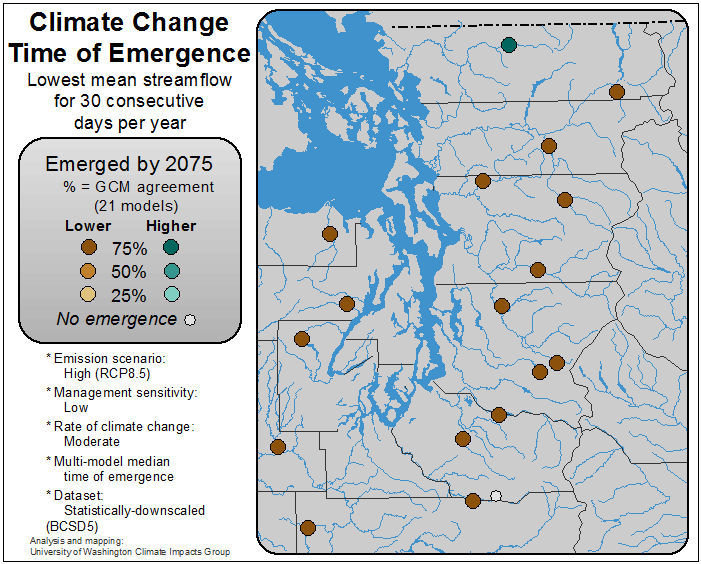 Climate Change
Time of Emergence
Lowest mean streamflow
for 30 consecutive
days per year
Emerged by 2075
% = GCM agreement
(21 models)
Lower Higher
75%
50%
25%
No emergence
* Emission scenario:
High (RCP8.5)
* Management sensitivity:
Low
* Rate of climate change:
Moderate
* Multi-model median
time of emergence
* Dataset:
Statistically-downscaled
(BCSD5)
Analysis and mapping:
University of Washington Climate Impacts Group